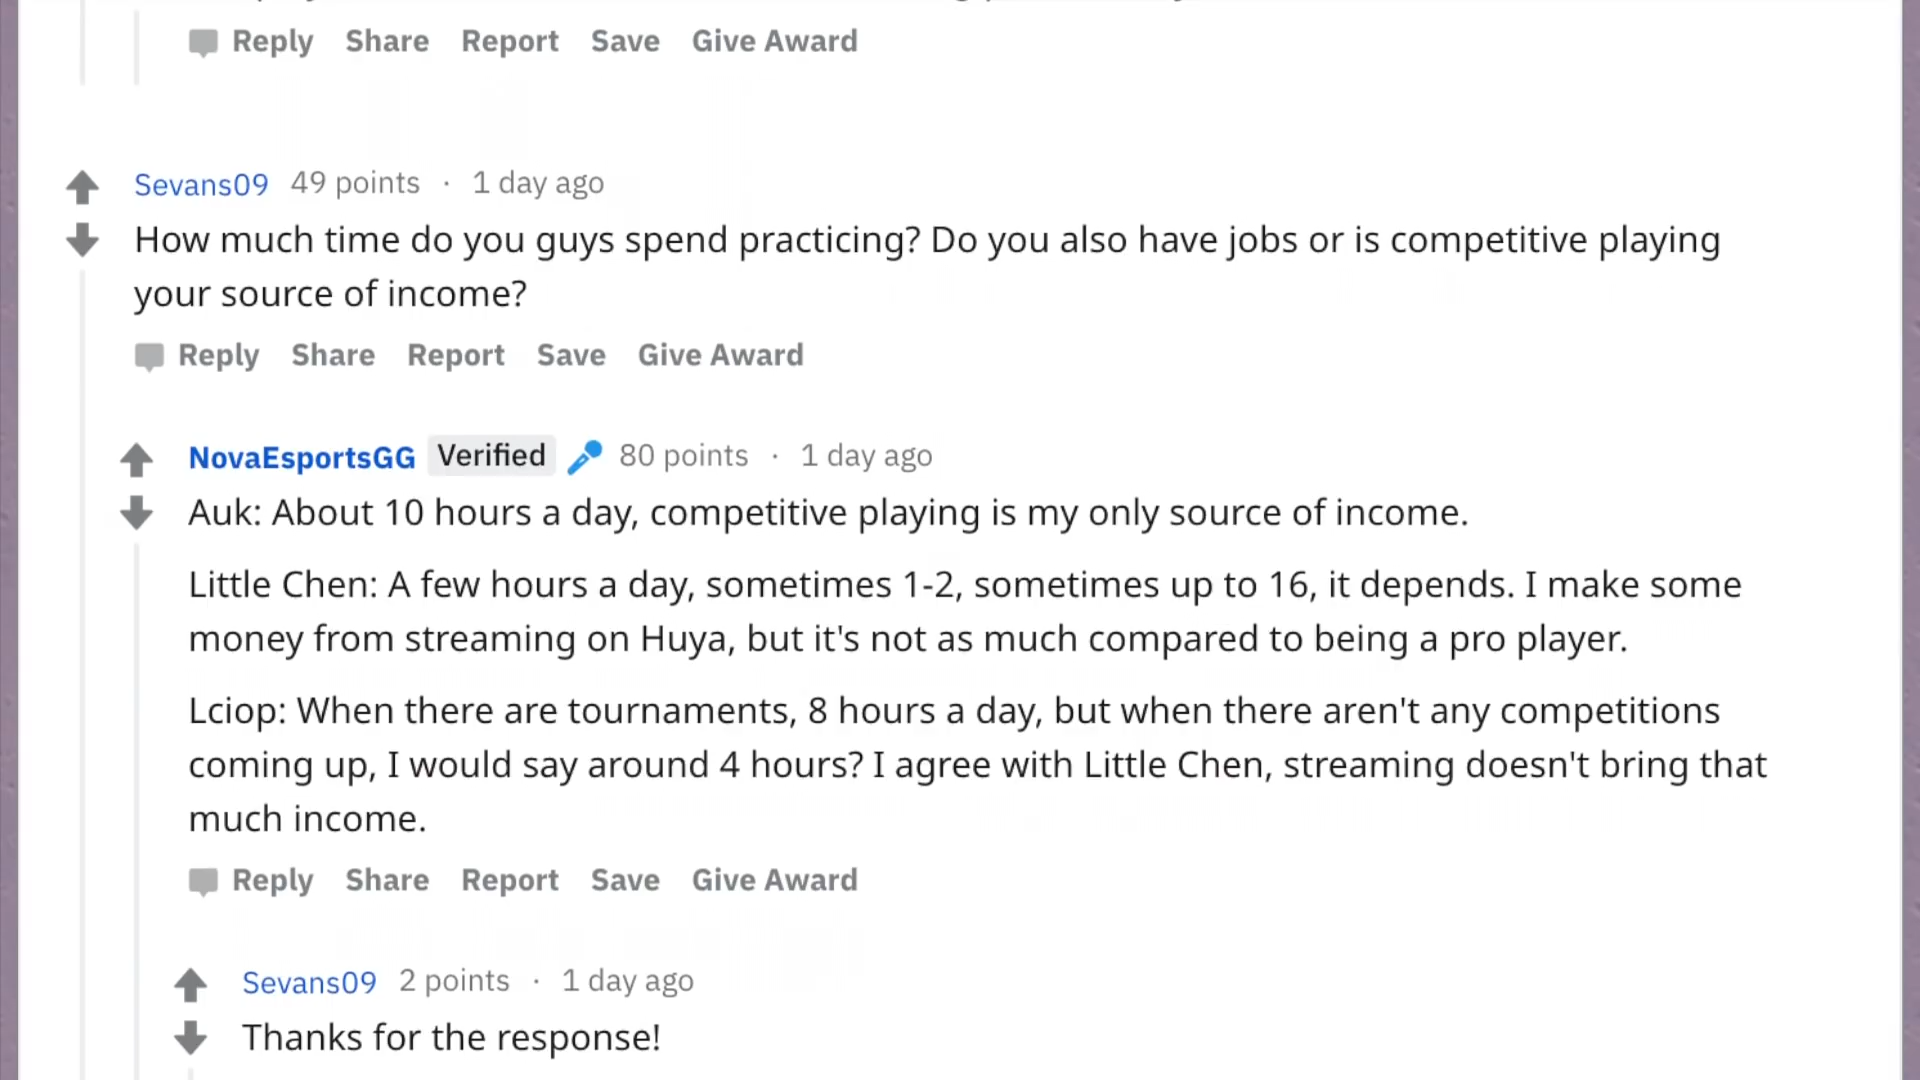 Reply Share Report Save Give Award
Sevans09 49 points · 1 day ago
How much time do you guys spend practicing? Do you also have jobs or is competitive playing
your source of income?
Reply Share Report Save Give Award
NovaEsportsGG Verified 80 points · 1 day ago
Auk: About 10 hours a day, competitive playing is my only source of income.
Little Chen: A few hours a day, sometimes 1-2, sometimes up to 16, it depends. I make some
money from streaming on Huya, but it's not as much compared to being a pro player.
Lciop: When there are tournaments, 8 hours a day, but when there aren't any competitions
coming up, I would say around 4 hours? I agree with Little Chen, streaming doesn't bring that
much income.
Reply Share Report Save Give Award
Sevans09 2 points · 1 day ago
Thanks for the response!